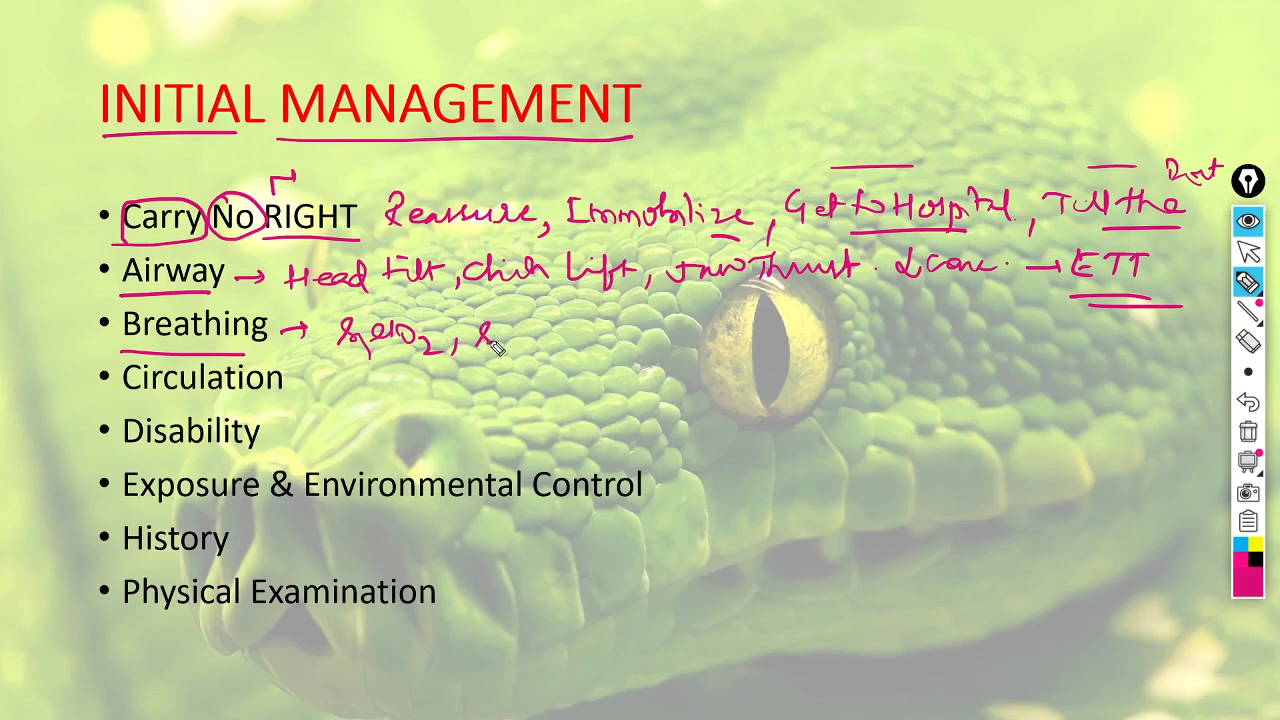 INITIAL MANAGEMENT
• Carry No RIGHT Reassure, Immobilize, Get to Hospital, Tell the
• Airway → Head tilt, Chin lift, Jaw Thrust. → ETT
• Breathing → SpO2,
• Circulation
• Disability
• Exposure & Environmental Control
• History
• Physical Examination